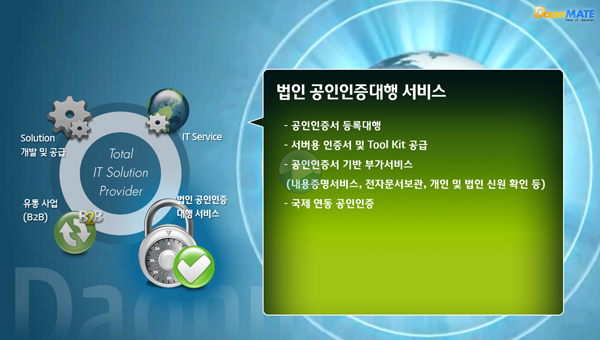 DaonMATE
Total IT Services
법인 공인인증대행 서비스
- 공인인증서 등록대행
- 서버용 인증서 및 Tool Kit 공급
- 공인인증서 기반 부가서비스
(내용증명서비스, 전자문서보관, 개인 및 법인 신원 확인 등)
- 국제 연동 공인인증
Solution
개발 및 공급
IT Service
Total
IT Solution
Provider
유통 사업
(B2B)
B2B
법인 공인인증
대행 서비스